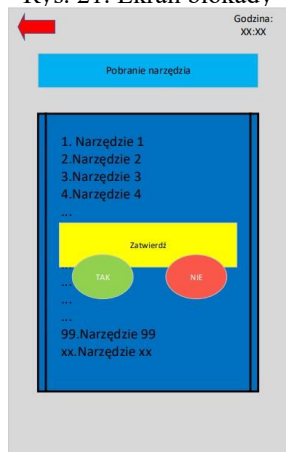 Rys. 21. Ekran blokady
Godzina:
XX:XX
Pobranie narzędzia
1. Narzędzie 1
2.Narzędzie 2
3.Narzędzie 3
4.Narzędzie 4
...
Zatwierdź
...
TAK
NIE
...
...
...
99.Narzędzie 99
xx.Narzędzie xx